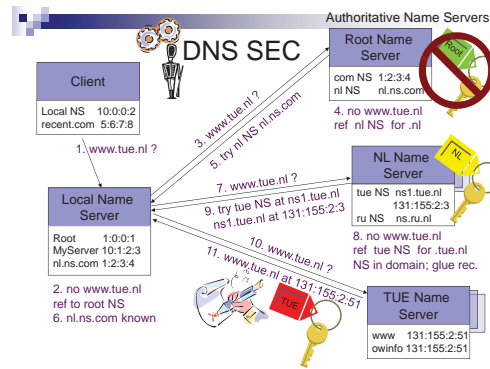 Authoritative Name Servers
DNS SEC
Root Name
Server
com NS 1:2:3:4
nl NS nl.ns.com
Root
4. no www.tue.nl
ref nl NS for .nl
Client
Local NS 10:0:0:2
recent.com 5:6:7:8
1. www.tue.nl ?
3. www.tue.nl ?
5. try nl NS nl.ns.com
7. www.tue.nl ?
9. try tue NS at ns1.tue.nl
ns1.tue.nl at 131:155:2:3
NL Name
Server
tue NS ns1.tue.nl
131:155:2:3
ru NS ns.ru.nl
NL
8. no www.tue.nl
ref tue NS for .tue.nl
NS in domain; glue rec.
Local Name
Server
Root 1:0:0:1
MyServer 10:1:2:3
nl.ns.com 1:2:3:4
2. no www.tue.nl
ref to root NS
6. nl.ns.com known
10. www.tue.nl ?
11. www.tue.nl at 131:155:2:51
TUE
TUE Name
Server
www 131:155:2:51
owinfo 131:155:2:51